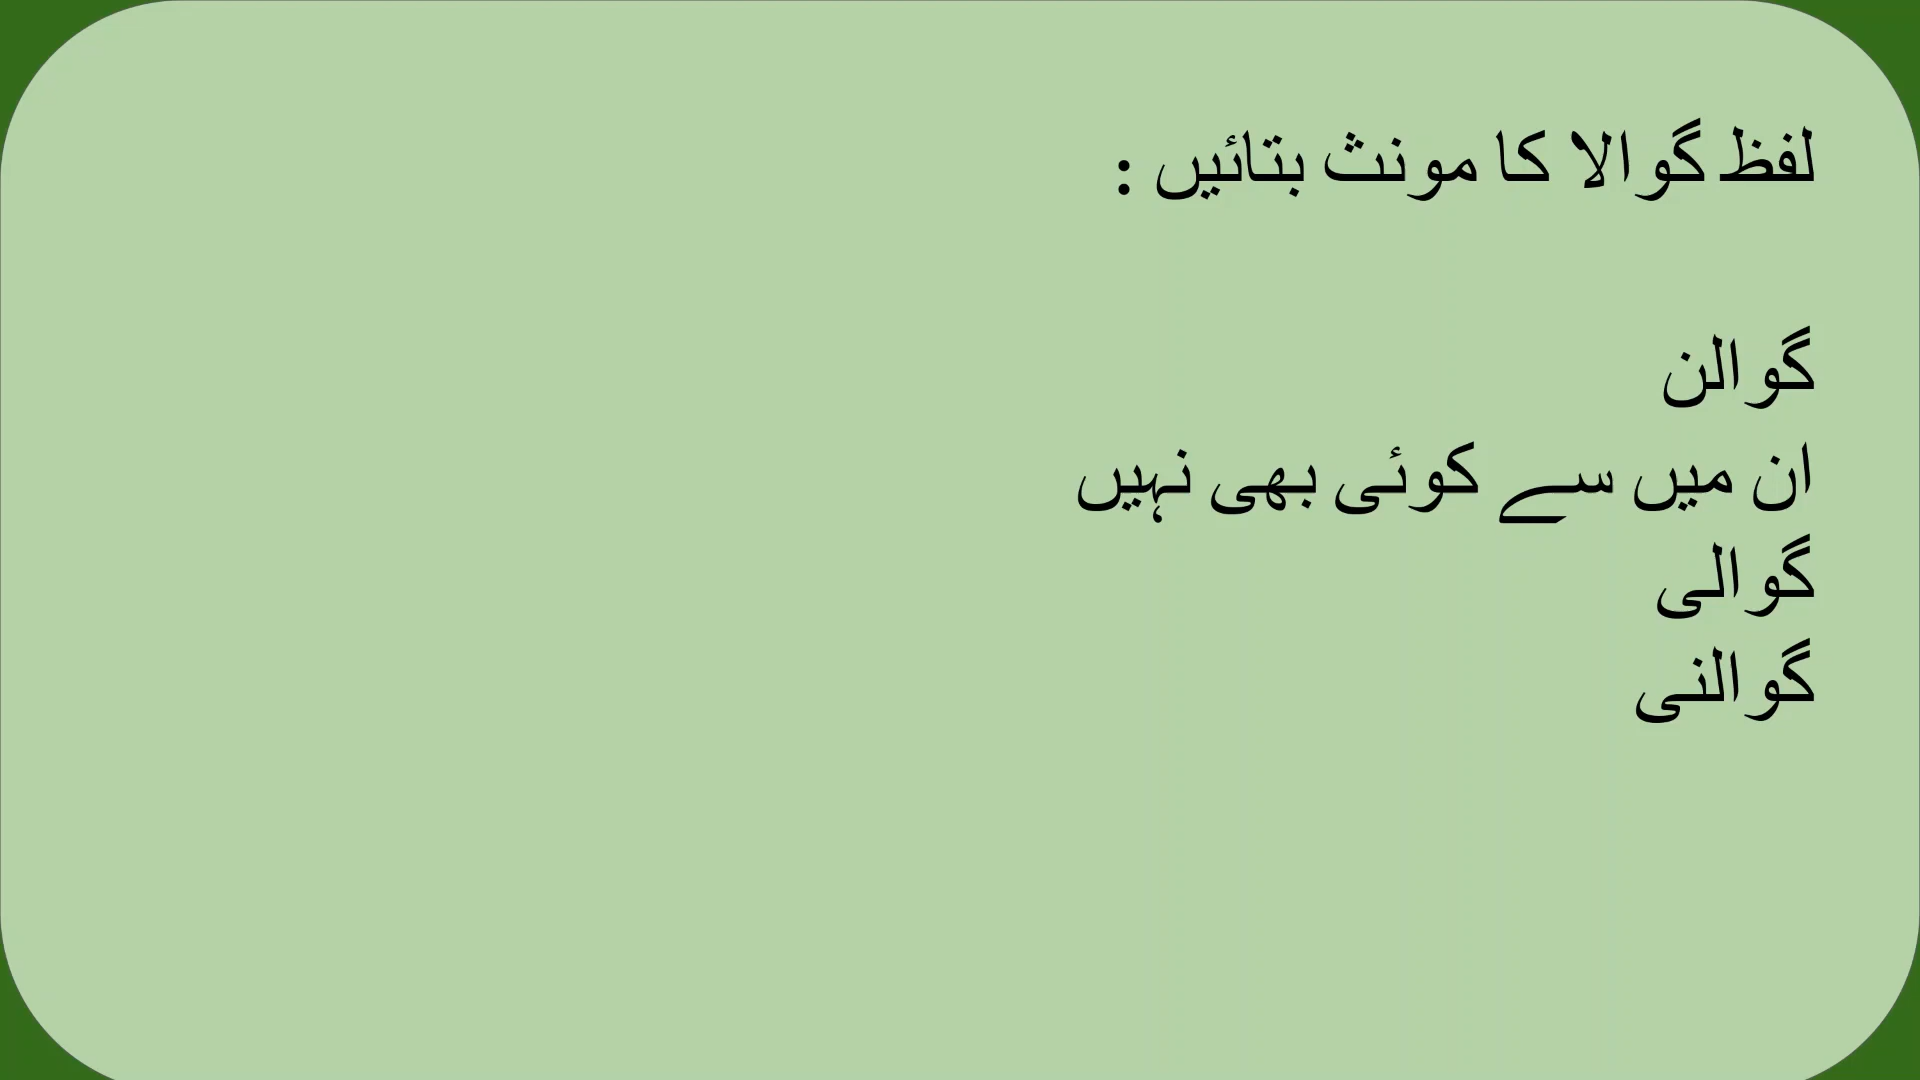 لفظ گوالا کا مونث بتائیں :
گوالن
ان میں سے کوئی بھی نہیں
گوالی
گوالنی